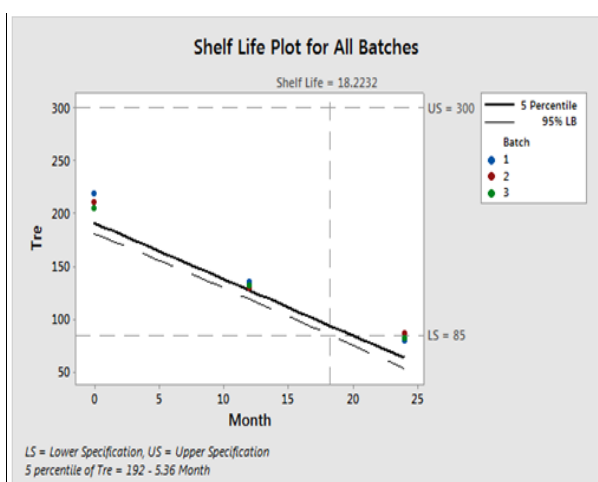 Shelf Life Plot for All Batches
Shelf Life = 18.2232
300
250
200
150
100
50
Tre
0 5 10 15 20 25
Month
US = 300
LS = 85
5 Percentile
95% LB
Batch
1
2
3
LS = Lower Specification, US = Upper Specification
5 percentile of Tre = 192 - 5.36 Month